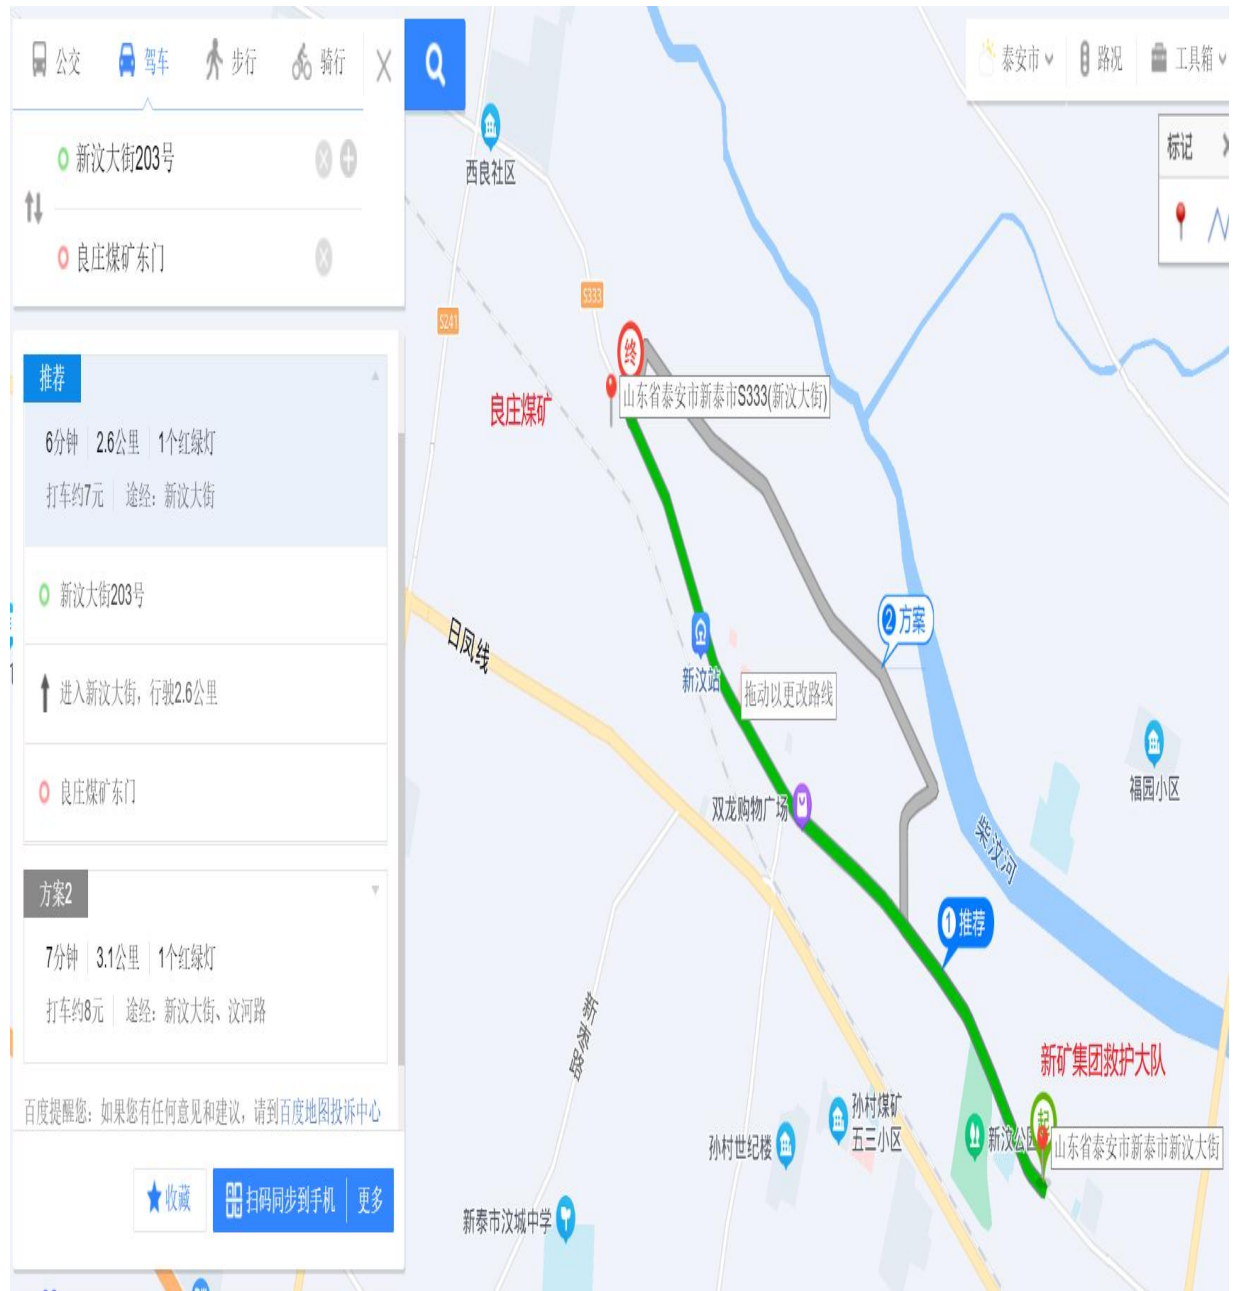 公交 驾车 步行 骑行
泰安市 路况 工具箱
新汶大街203号
良庄煤矿东门
标记
推荐
6分钟 2.6公里 1个红绿灯
打车约7元 途经：新汶大街
新汶大街203号
进入新汶大街，行驶2.6公里
良庄煤矿东门
方案2
7分钟 3.1公里 1个红绿灯
打车约8元 途经：新汶大街、汶河路
百度提醒您：如果您有任何意见和建议，请到百度地图投诉中心
收藏 扫码同步到手机 更多
西良社区
S333
S241
终
山东省泰安市新泰市S333(新汶大街)
良庄煤矿
2 方案
日凤线
新汶站
拖动以更改路线
福园小区
双龙购物广场
柴汶河
1 推荐
新泰路
新矿集团救护大队
孙村煤矿
五三小区
起
孙村世纪楼
新汶公
山东省泰安市新泰市新汶大街
新泰市汶城中学